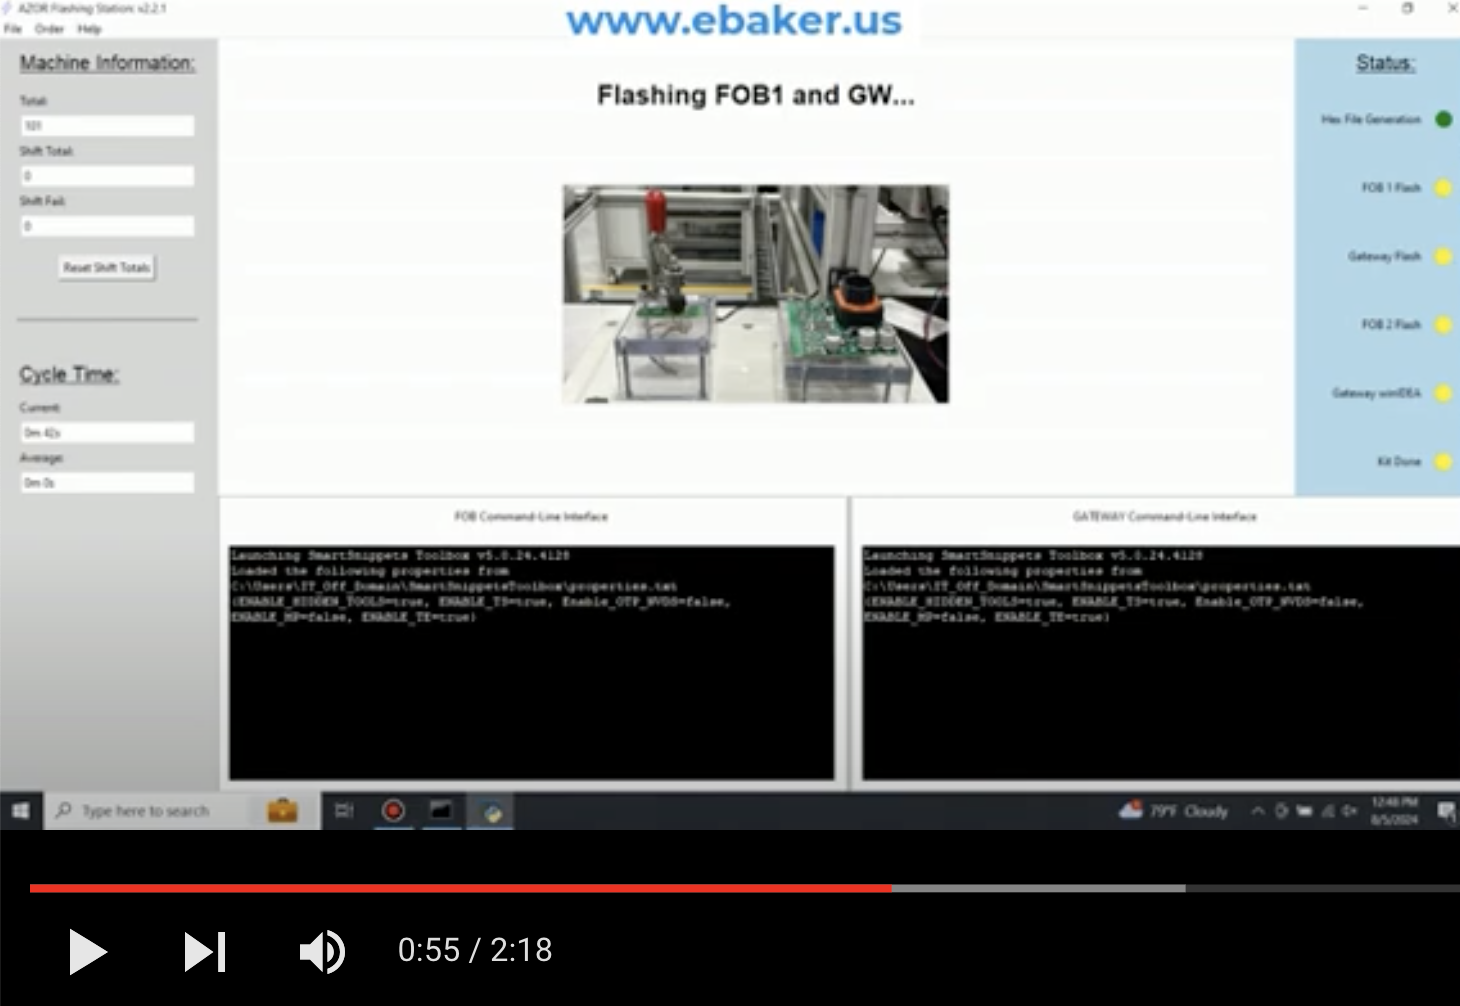 AZOR Flashing Station: v2.2.1
www.ebaker.us
File Order Help
Machine Information:
Total:
101
Shift Total:
0
Shift Fail:
0
Reset Shift Totals
Cycle Time:
Current:
0m 42s
Average:
0m 0s
Flashing FOB1 and GW...
Status:
Hex File Generation
FOB 1 Flash
Gateway Flash
FOB 2 Flash
Gateway winIDEA
Kit Done
FOB Command-Line Interface
Launching SmartSnippets Toolbox v5.0.24.4128
Loaded the following properties from
C:\Users\IT_Off_Domain\SmartSnippetsToolbox\properties.txt
(ENABLE_HIDDEN_TOOLS=true, ENABLE_TS=true, Enable_OTP_NVDS=false,
ENABLE_MP=false, ENABLE_TE=true)
GATEWAY Command-Line Interface
Launching SmartSnippets Toolbox v5.0.24.4128
Loaded the following properties from
C:\Users\IT_Off_Domain\SmartSnippetsToolbox\properties.txt
(ENABLE_HIDDEN_TOOLS=true, ENABLE_TS=true, Enable_OTP_NVDS=false,
ENABLE_MP=false, ENABLE_TE=true)
Type here to search
79°F Cloudy
12:48 PM
8/5/2024
0:55 / 2:18